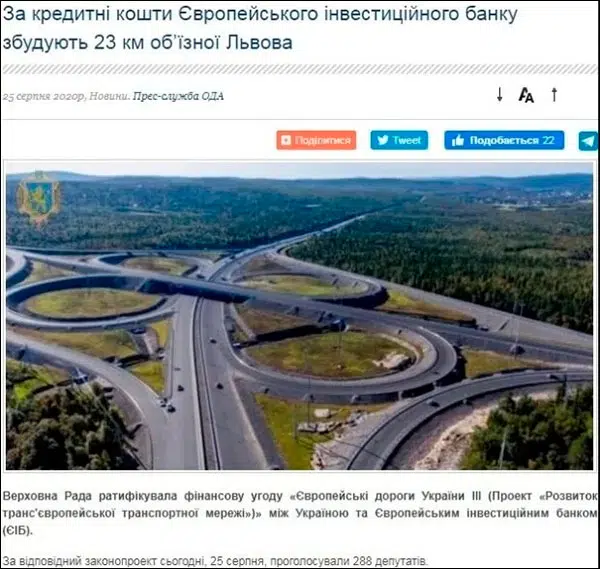 За кредитні кошти Європейського інвестиційного банку
збудують 23 км об’їзної Львова
25 серпня 2020р, Новини. Прес-служба ОДА
АА
Поділитися
Tweet
Подобається 22
Верховна Рада ратифікувала фінансову угоду «Європейські дороги України III (Проект «Розвиток
транс'європейської транспортної мережі»)» між Україною та Європейським інвестиційним банком
(ЄІБ).
За відповідний законопроект сьогодні, 25 серпня, проголосували 288 депутатів.